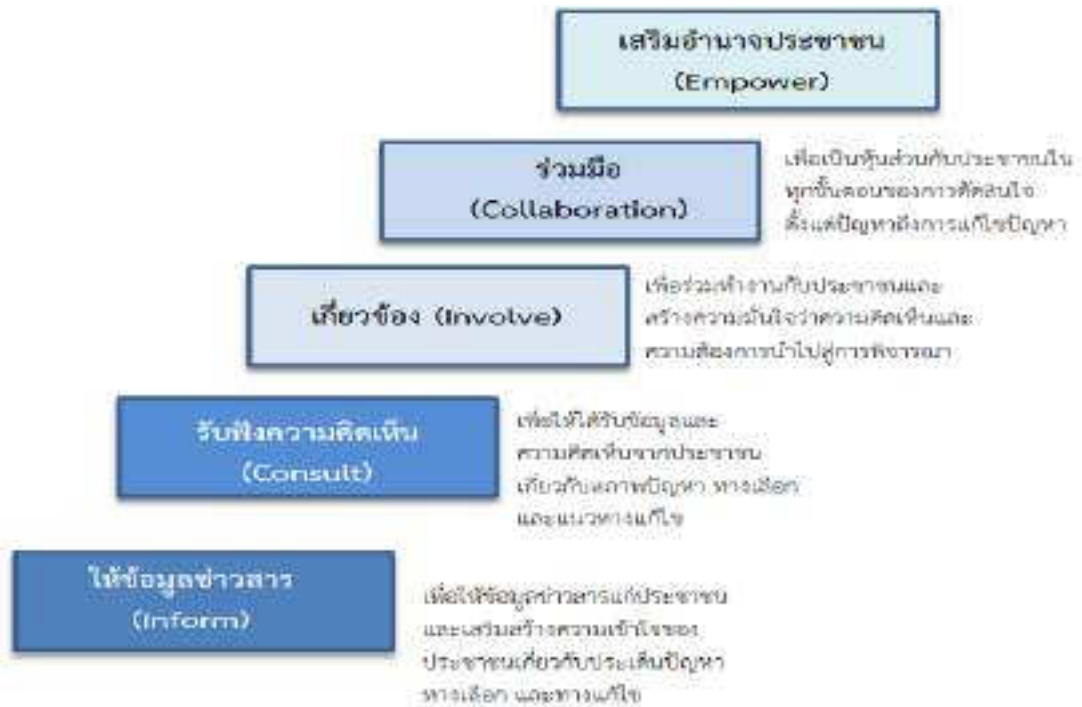 เสริมอำนาจประชาชน
(Empower)
ร่วมมือ
(Collaboration)
เพื่อเป็นหุ้นส่วนกับประชาชนใน
ทุกขั้นตอนของการตัดสินใจ
ตั้งแต่ปัญหาถึงการแก้ไขปัญหา
เกี่ยวข้อง (Involve)
เพื่อร่วมทำงานกับประชาชนและ
สร้างความมั่นใจว่าความคิดเห็นและ
ความต้องการนำไปสู่การพิจารณา
รับฟังความคิดเห็น
(Consult)
เพื่อให้ได้รับข้อมูลและ
ความคิดเห็นจากประชาชน
เกี่ยวกับสภาพปัญหา ทางเลือก
และแนวทางแก้ไข
ให้ข้อมูลข่าวสาร
(Inform)
เพื่อให้ข้อมูลข่าวสารแก่ประชาชน
และเสริมสร้างความเข้าใจของ
ประชาชนเกี่ยวกับประเด็นปัญหา
ทางเลือก และทางแก้ไข